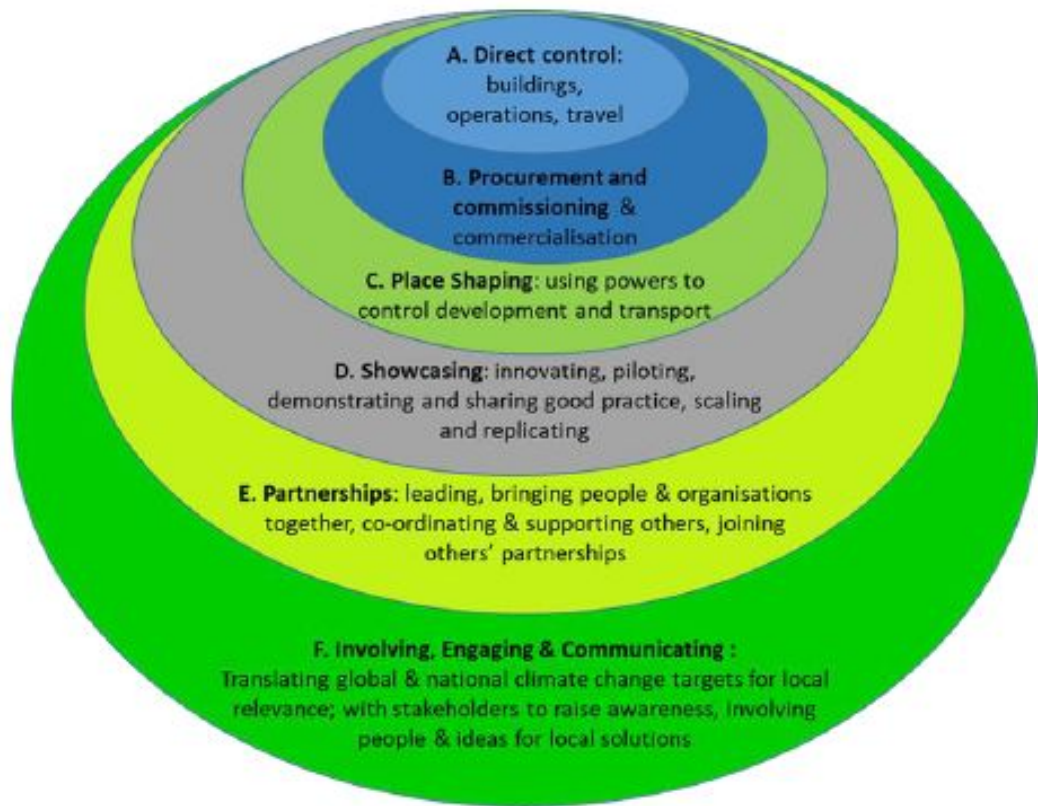 A. Direct control:
buildings,
operations, travel
B. Procurement and
commissioning &
commercialisation
C. Place Shaping: using powers to
control development and transport
D. Showcasing: innovating, piloting,
demonstrating and sharing good practice, scaling
and replicating
E. Partnerships: leading, bringing people & organisations
together, co-ordinating & supporting others, joining
others’ partnerships
F. Involving, Engaging & Communicating :
Translating global & national climate change targets for local
relevance; with stakeholders to raise awareness, involving
people & ideas for local solutions